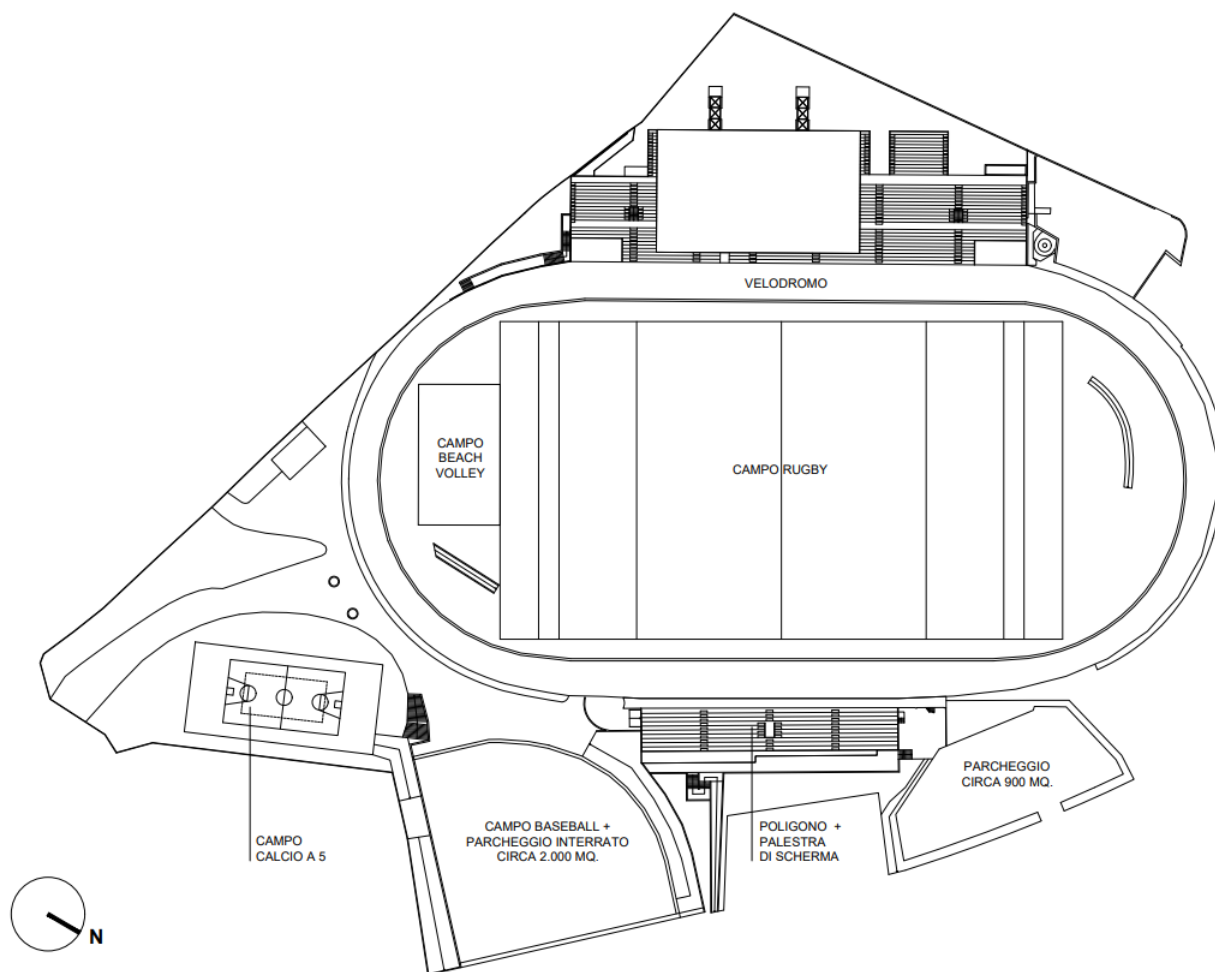 VELODROMO
CAMPO
BEACH
VOLLEY
CAMPO RUGBY
PARCHEGGIO
CIRCA 900 MQ.
CAMPO
CALCIO A 5
CAMPO BASEBALL +
PARCHEGGIO INTERRATO
CIRCA 2.000 MQ.
POLIGONO +
PALESTRA
DI SCHERMA
N